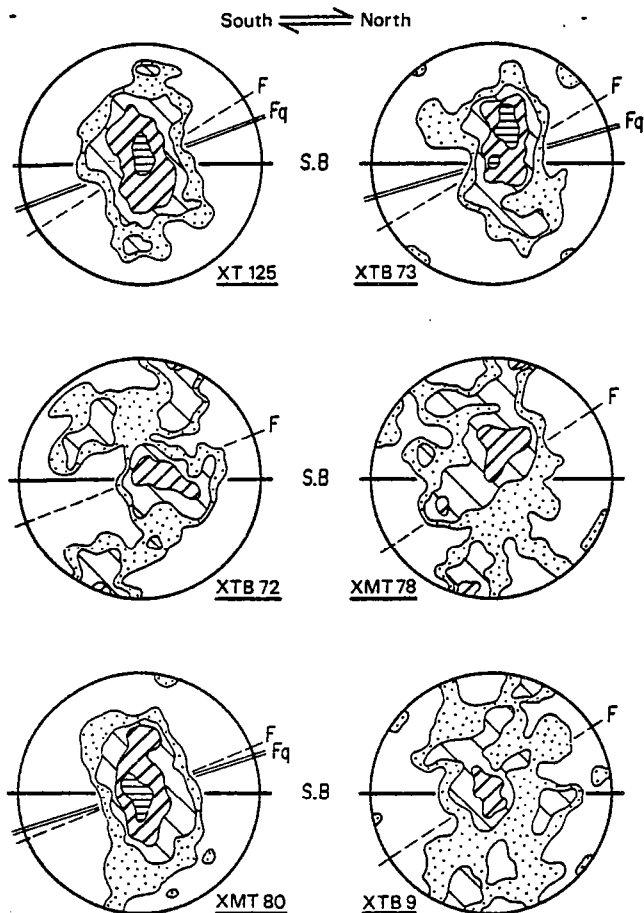 South North
F
Fq
F
Fq
S.B
XT 125
XTB 73
F
F
S.B
XTB 72
XMT 78
F
Fq
F
S.B
XMT 80
XTB 9